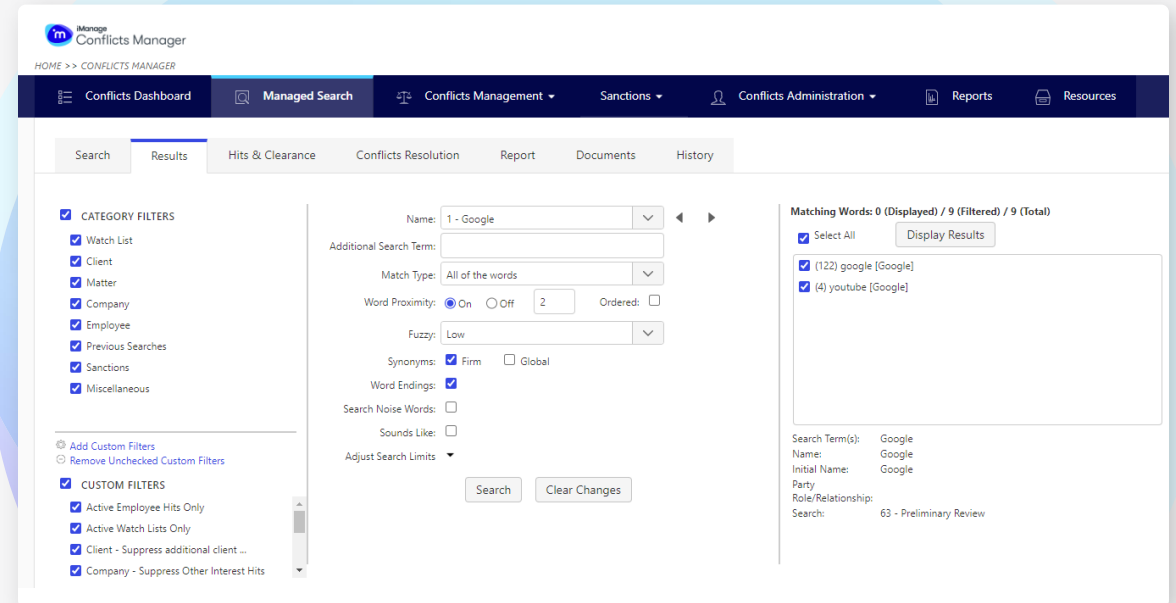 iManage
Conflicts Manager
HOME >> CONFLICTS MANAGER
Conflicts Dashboard
Managed Search
Conflicts Management
Sanctions
Conflicts Administration
Reports
Resources
Search
Results
Hits & Clearance
Conflicts Resolution
Report
Documents
History
CATEGORY FILTERS
Watch List
Client
Matter
Company
Employee
Previous Searches
Sanctions
Miscellaneous
Add Custom Filters
Remove Unchecked Custom Filters
CUSTOM FILTERS
Active Employee Hits Only
Active Watch Lists Only
Client - Suppress additional client ...
Company - Suppress Other Interest Hits
Name: 1 - Google
Additional Search Term:
Match Type: All of the words
Word Proximity: On Off 2 Ordered:
Fuzzy: Low
Synonyms: Firm Global
Word Endings:
Search Noise Words:
Sounds Like:
Adjust Search Limits
Search Clear Changes
Matching Words: 0 (Displayed) / 9 (Filtered) / 9 (Total)
Select All Display Results
(122) google [Google]
(4) youtube [Google]
Search Term(s): Google
Name: Google
Initial Name: Google
Party
Role/Relationship:
Search: 63 - Preliminary Review